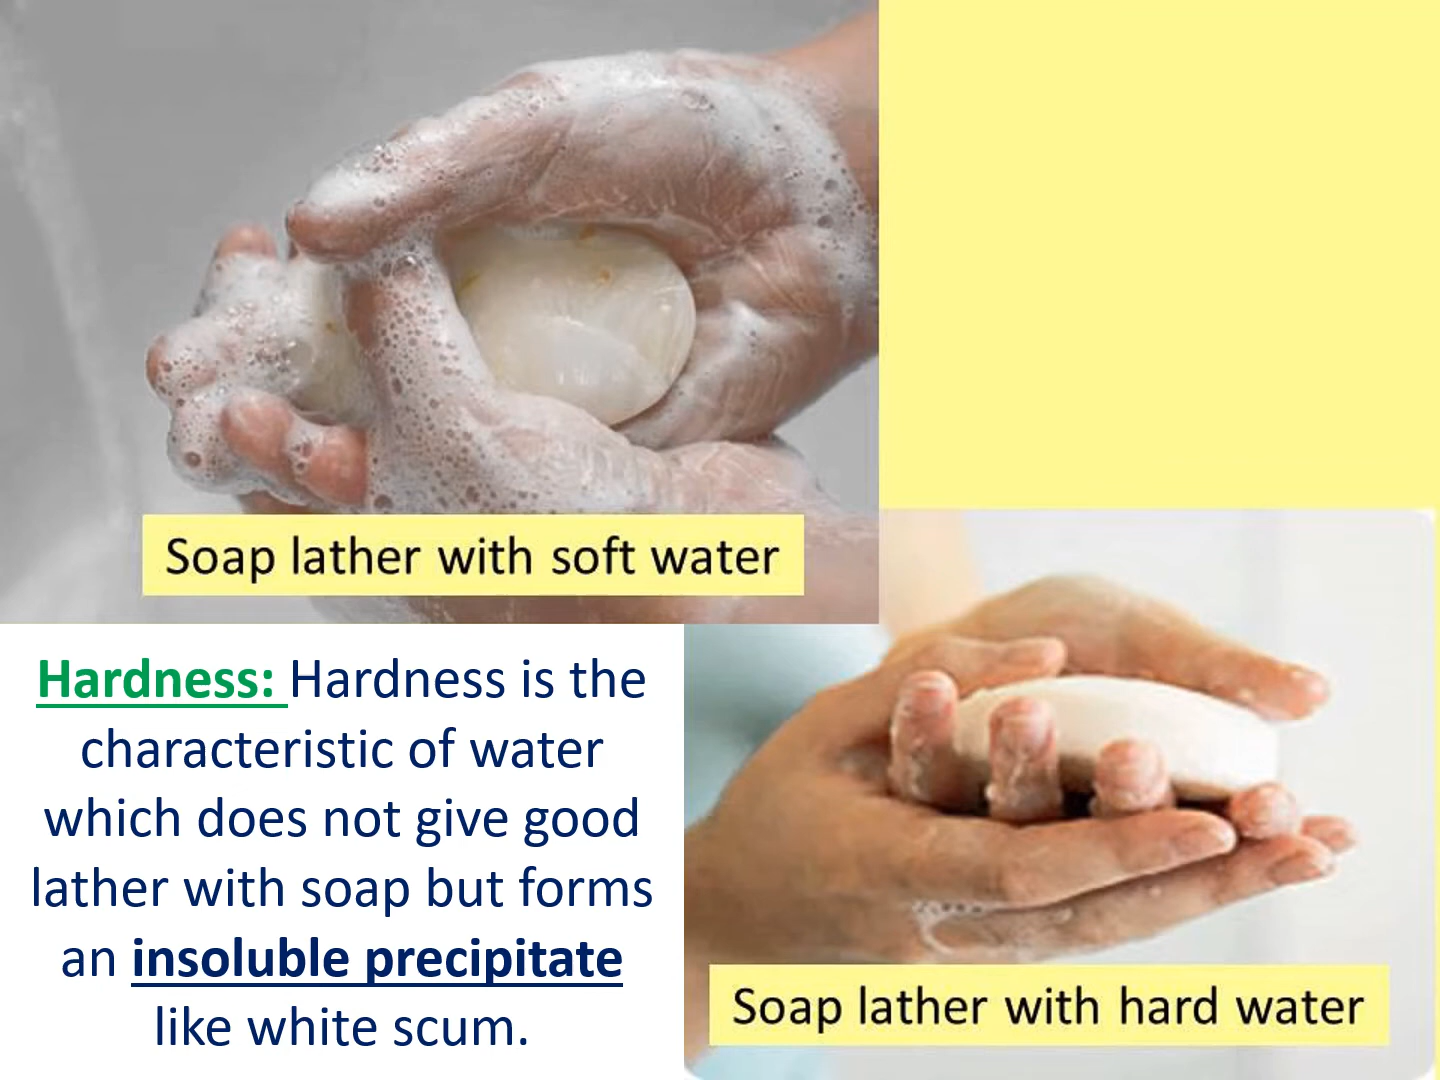 Soap lather with soft water
Hardness: Hardness is the
characteristic of water
which does not give good
lather with soap but forms
an insoluble precipitate
like white scum.
Soap lather with hard water